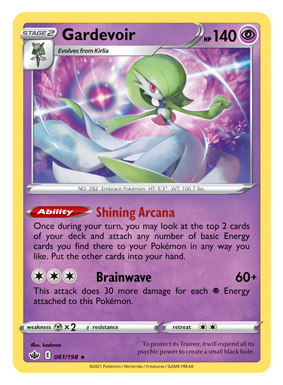 STAGE 2
Gardevoir
HP 140
Evolves from Kirlia
NO. 282 Embrace Pokémon HT. 5'3" WT. 106.7 lbs.
Ability Shining Arcana
Once during your turn, you may look at the top 2 cards
of your deck and attach any number of basic Energy
cards you find there to your Pokémon in any way you
like. Put the other cards into your hand.
Brainwave 60+
This attack does 30 more damage for each Energy
attached to this Pokémon.
weakness ×2 resistance retreat
Illus. kodama
061/198 ★
To protect its Trainer, it will expend all its
psychic power to create a small black hole.
©2021 Pokémon / Nintendo / Creatures / GAME FREAK